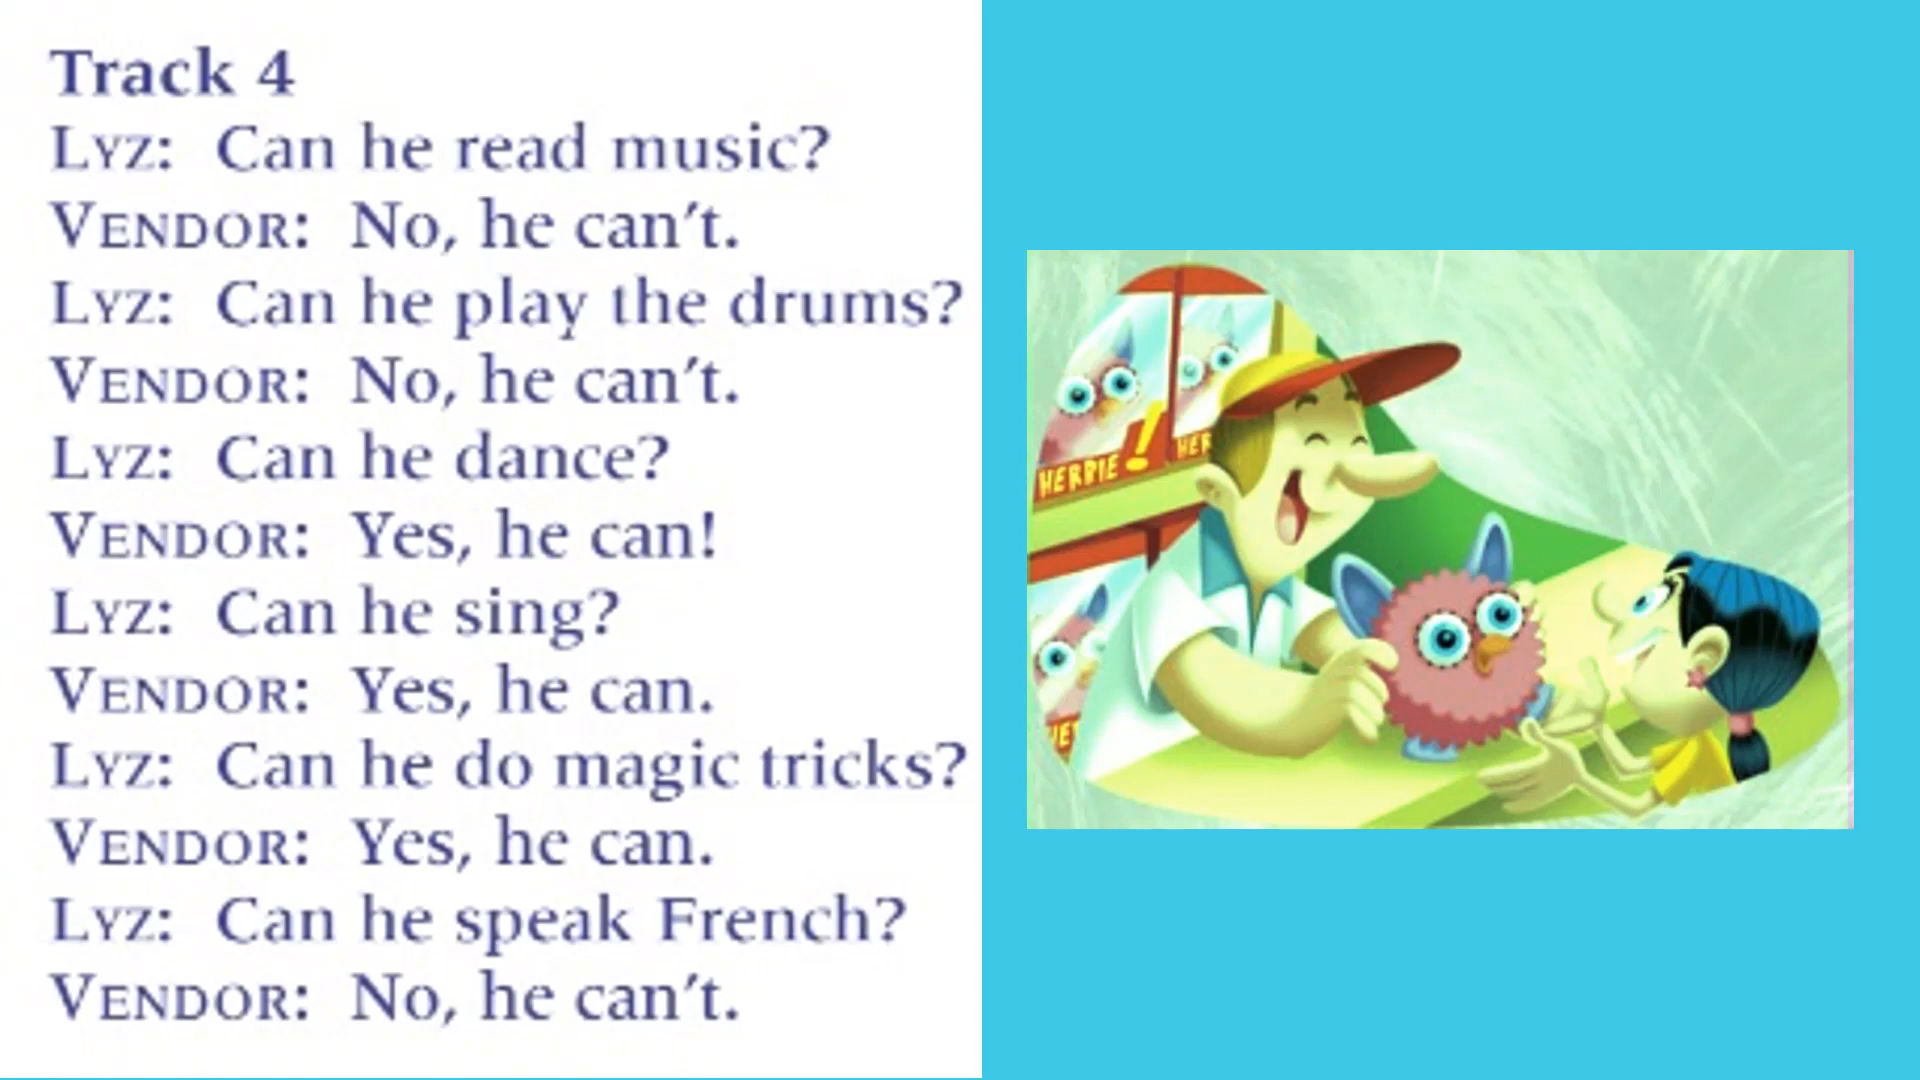 Track 4
Lyz: Can he read music?
Vendor: No, he can't.
Lyz: Can he play the drums?
Vendor: No, he can't.
Lyz: Can he dance?
Vendor: Yes, he can!
Lyz: Can he sing?
Vendor: Yes, he can.
Lyz: Can he do magic tricks?
Vendor: Yes, he can.
Lyz: Can he speak French?
Vendor: No, he can't.
HERBIE!
HER
HE